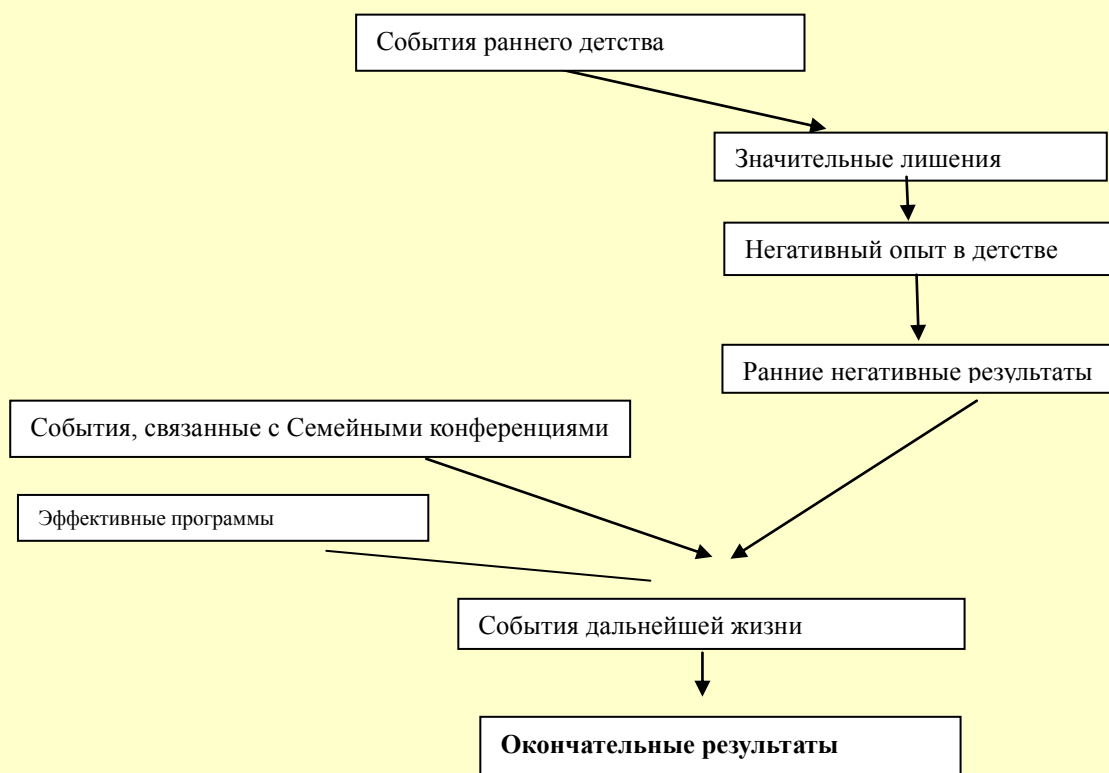 События раннего детства
Значительные лишения
Негативный опыт в детстве
Ранние негативные результаты
События, связанные с Семейными конференциями
Эффективные программы
События дальнейшей жизни
Окончательные результаты